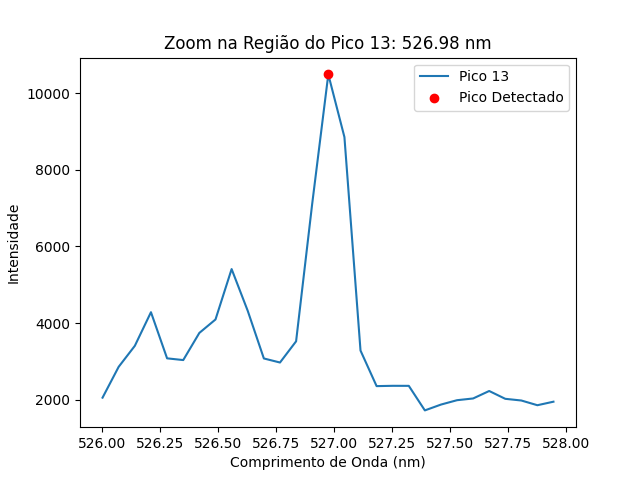 Zoom na Região do Pico 13: 526.98 nm
Pico 13
Pico Detectado
Intensidade
10000
8000
6000
4000
2000
526.00 526.25 526.50 526.75 527.00 527.25 527.50 527.75 528.00
Comprimento de Onda (nm)